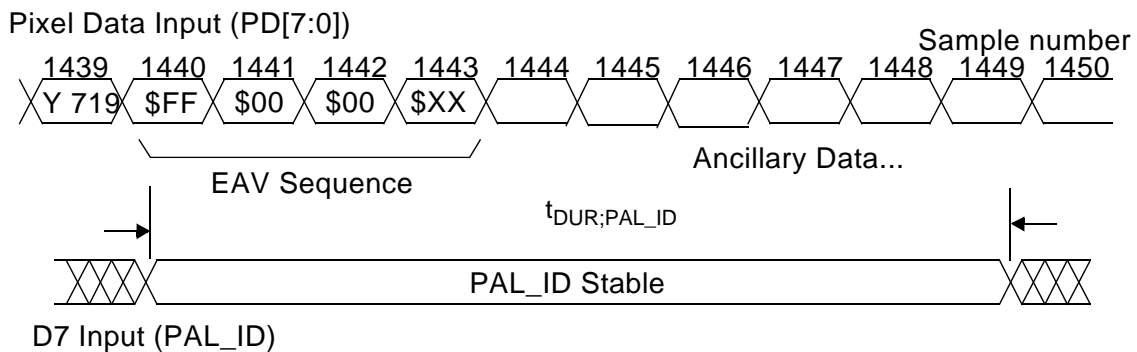 Pixel Data Input (PD[7:0])
Sample number
1439 1440 1441 1442 1443 1444 1445 1446 1447 1448 1449 1450
Y 719 $FF $00 $00 $XX
EAV Sequence
Ancillary Data...
tDUR;PAL_ID
PAL_ID Stable
D7 Input (PAL_ID)